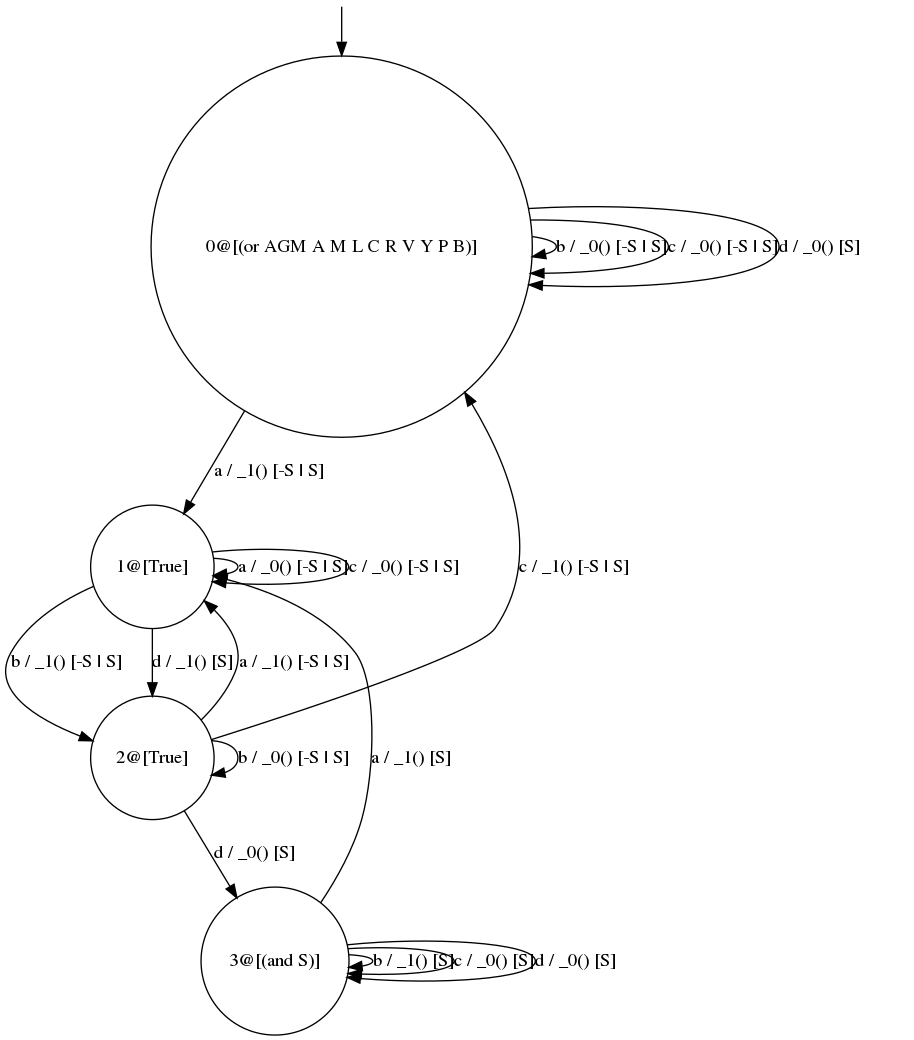 0@[(or AGM A M L C R V Y P B)]
b / _0() [-S | S]
c / _0() [-S | S]
d / _0() [S]
a / _1() [-S | S]
1@[True]
a / _0() [-S | S]
c / _0() [-S | S]
c / _1() [-S | S]
b / _1() [-S | S]
d / _1() [S]
a / _1() [-S | S]
2@[True]
b / _0() [-S | S]
a / _1() [S]
d / _0() [S]
3@[(and S)]
b / _1() [S]
c / _0() [S]
d / _0() [S]